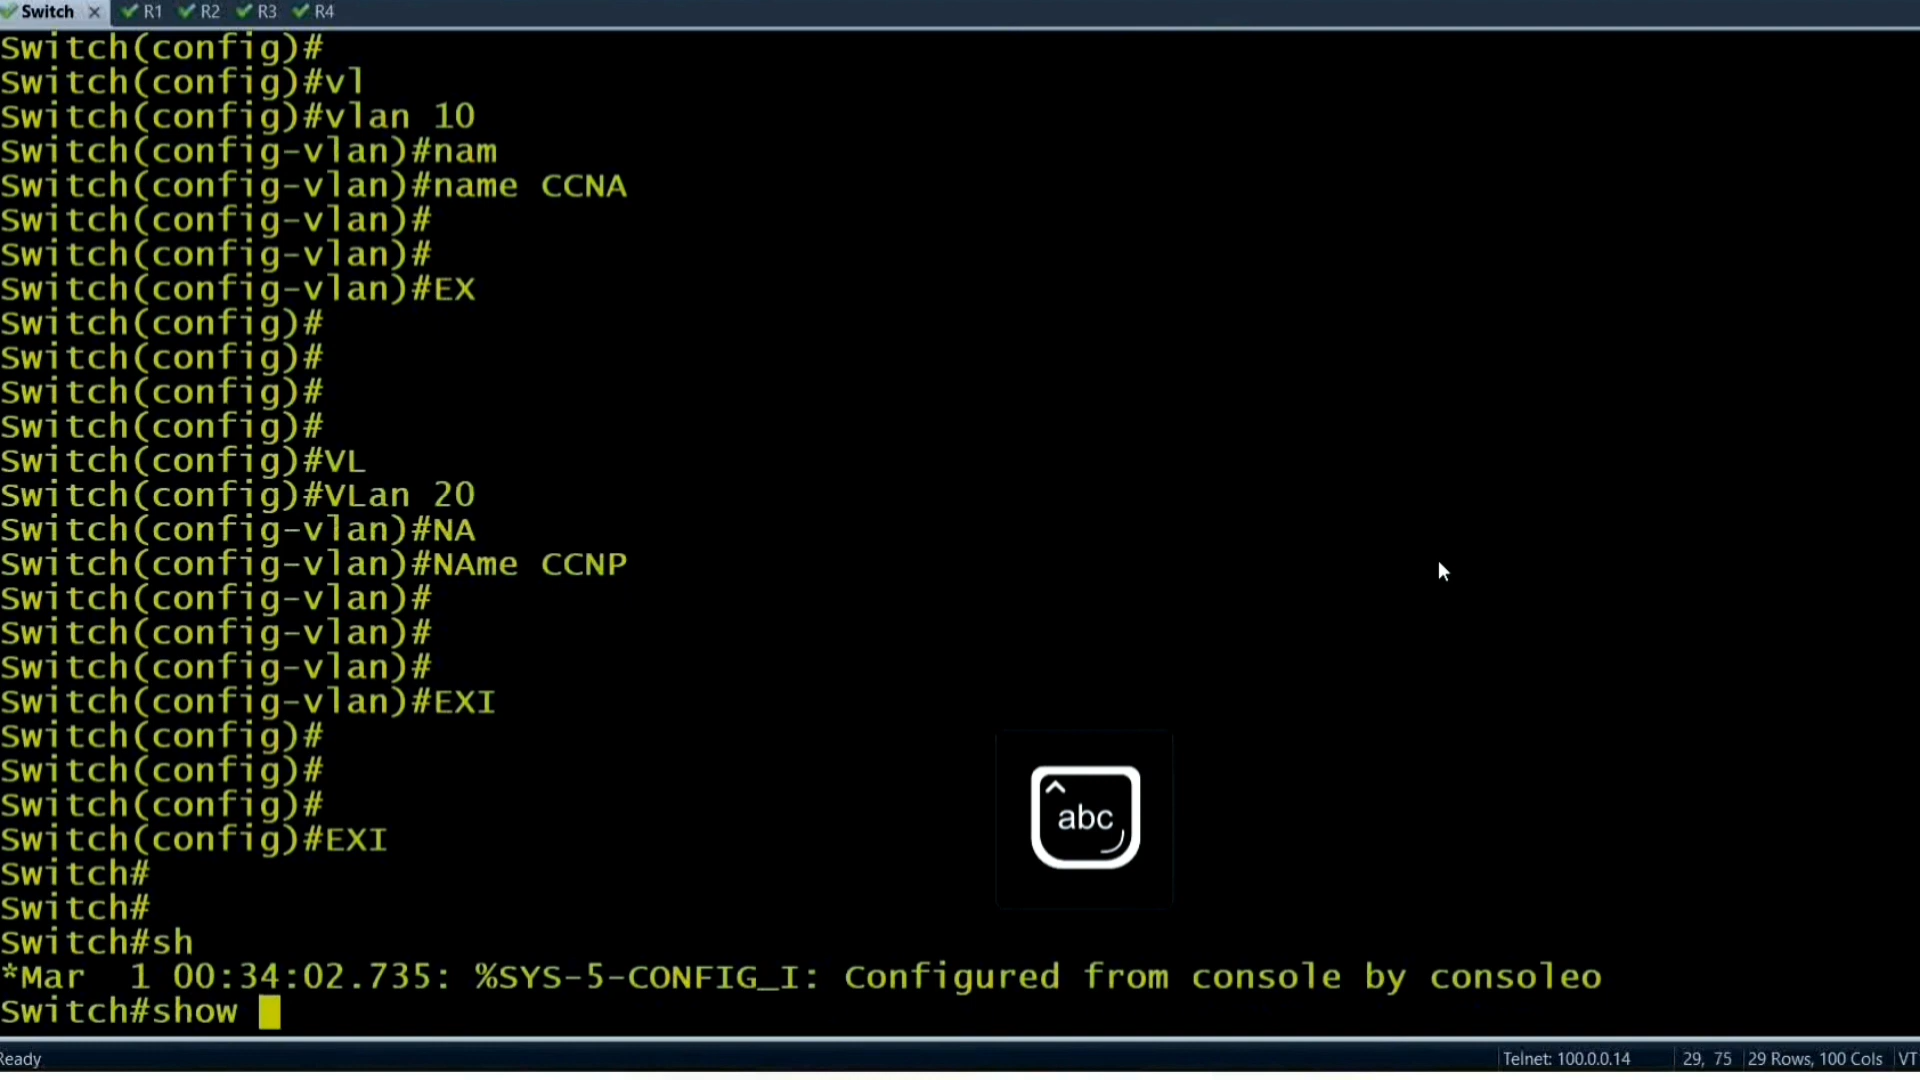 Switch × R1 R2 R3 R4
Switch(config)#
Switch(config)#vl
Switch(config)#vlan 10
Switch(config-vlan)#nam
Switch(config-vlan)#name CCNA
Switch(config-vlan)#
Switch(config-vlan)#
Switch(config-vlan)#EX
Switch(config)#
Switch(config)#
Switch(config)#
Switch(config)#
Switch(config)#VL
Switch(config)#VLan 20
Switch(config-vlan)#NA
Switch(config-vlan)#NAme CCNP
Switch(config-vlan)#
Switch(config-vlan)#
Switch(config-vlan)#
Switch(config-vlan)#EXI
Switch(config)#
Switch(config)#
Switch(config)#
Switch(config)#EXI
Switch#
Switch#
Switch#sh
*Mar  1 00:34:02.735: %SYS-5-CONFIG_I: Configured from console by consoleo
Switch#show
abc
Ready Telnet: 100.0.0.14 29, 75 29 Rows, 100 Cols VT